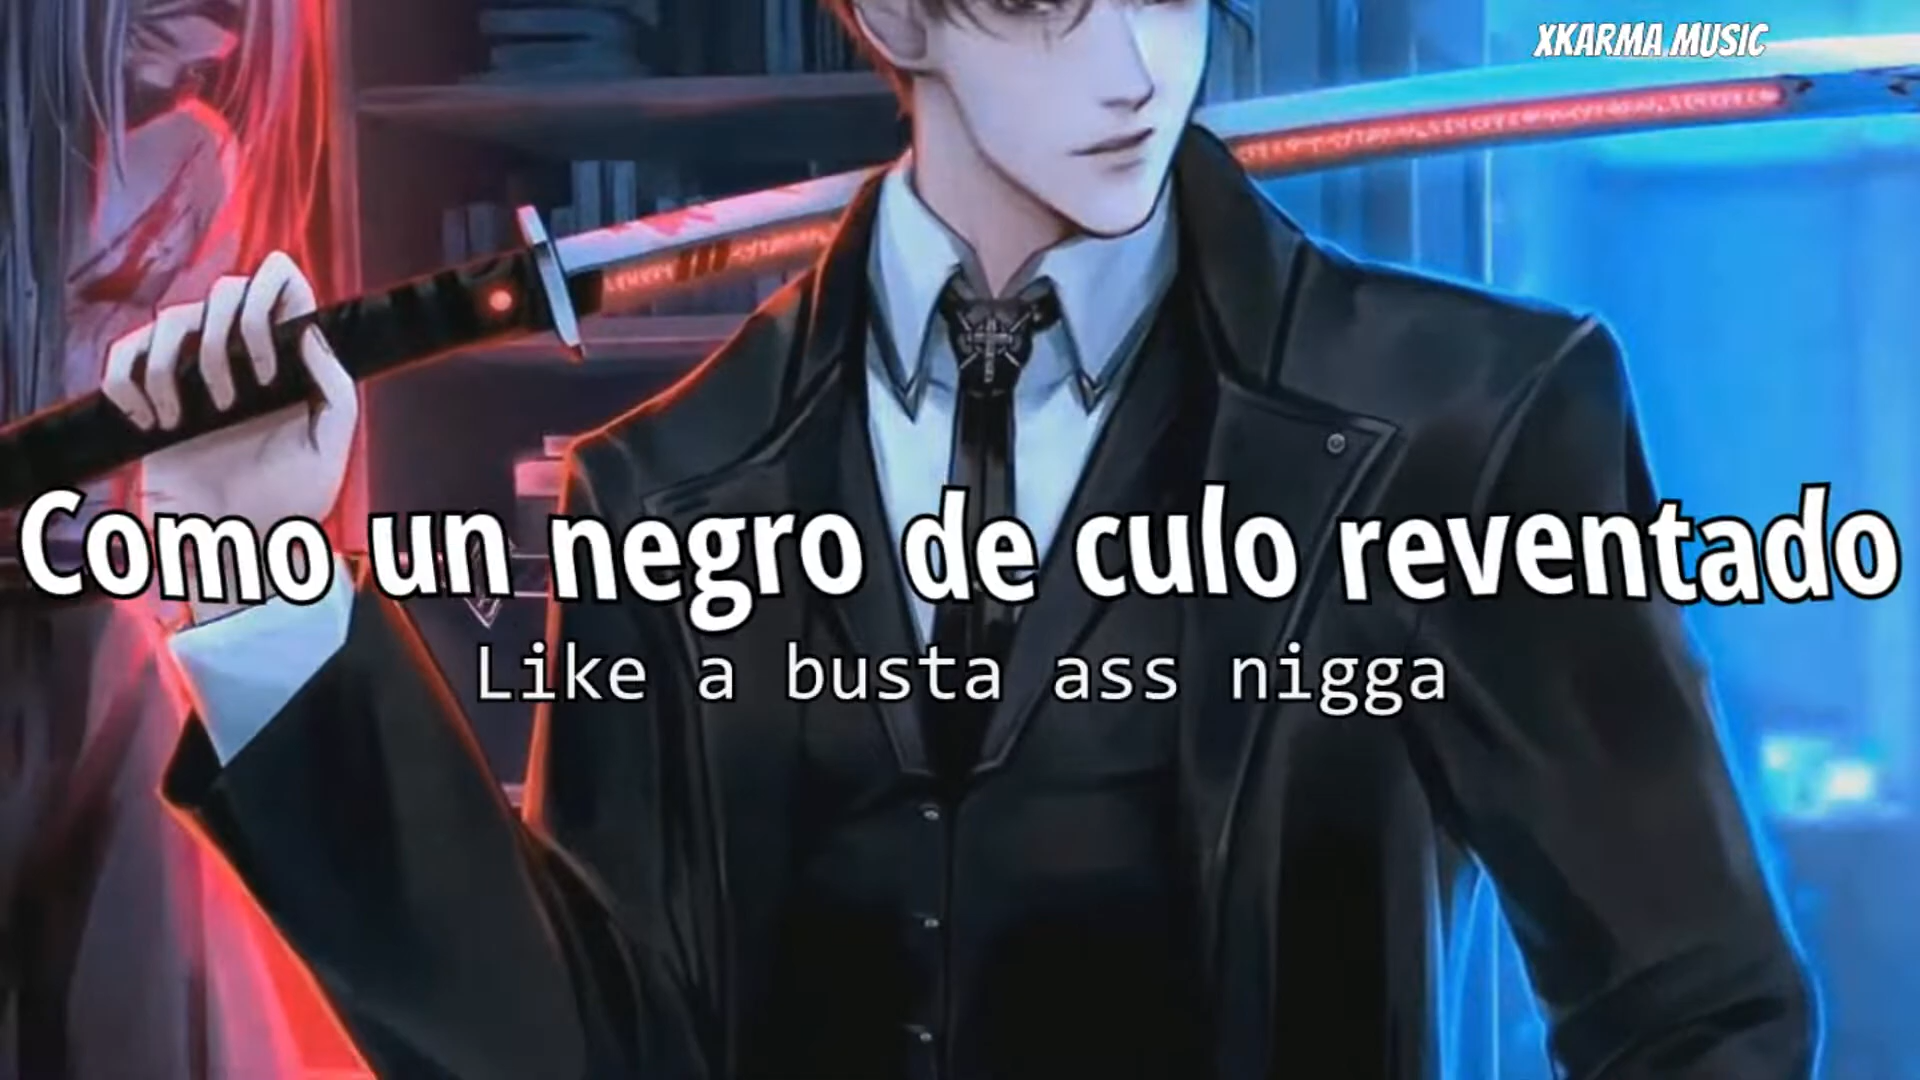 XKARMA MUSIC
Como un negro de culo reventado
Like a busta ass nigga